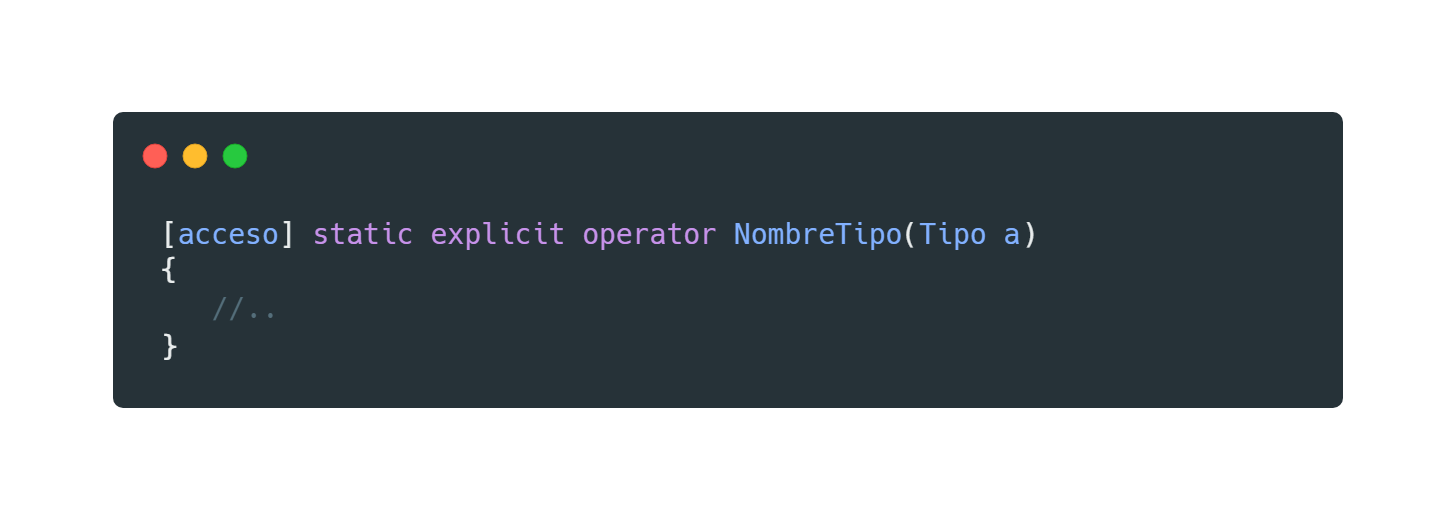 [acceso] static explicit operator NombreTipo(Tipo a)
{
//..
}